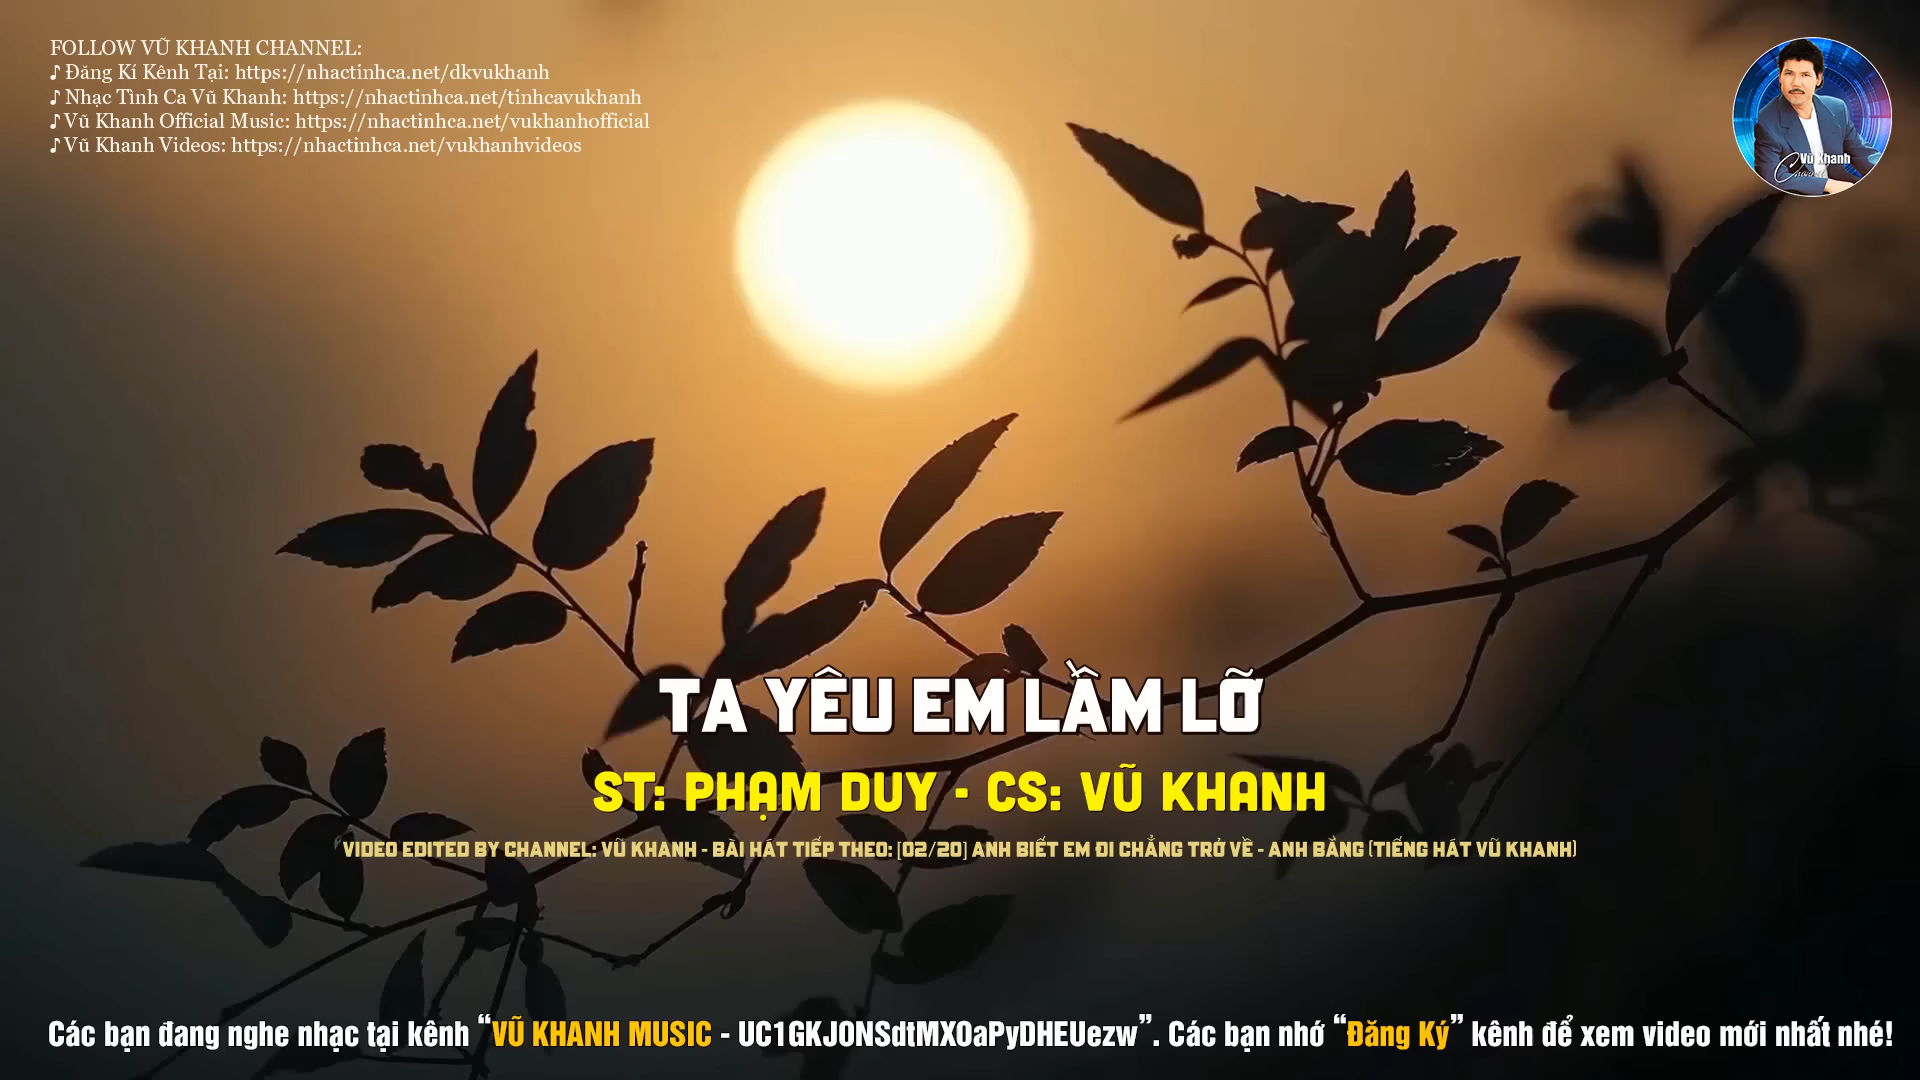 FOLLOW VŨ KHANH CHANNEL:
♪ Đăng Kí Kênh Tại: https://nhactinhca.net/dkvukhanh
♪ Nhạc Tình Ca Vũ Khanh: https://nhactinhca.net/tinhcavukhanh
♪ Vũ Khanh Official Music: https://nhactinhca.net/vukhanhofficial
♪ Vũ Khanh Videos: https://nhactinhca.net/vukhanhvideos
Vũ Khanh
Channel
TA YÊU EM LẦM LỠ
ST: PHẠM DUY - CS: VŨ KHANH
VIDEO EDITED BY CHANNEL: VŨ KHANH - BÀI HÁT TIẾP THEO: [02/20] ANH BIẾT EM ĐI CHẲNG TRỞ VỀ - ANH BẰNG (TIẾNG HÁT VŨ KHANH)
Các bạn đang nghe nhạc tại kênh “VŨ KHANH MUSIC - UC1GKJ0NSdtMX0aPyDHEUezw”. Các bạn nhớ “Đăng Ký” kênh để xem video mới nhất nhé!